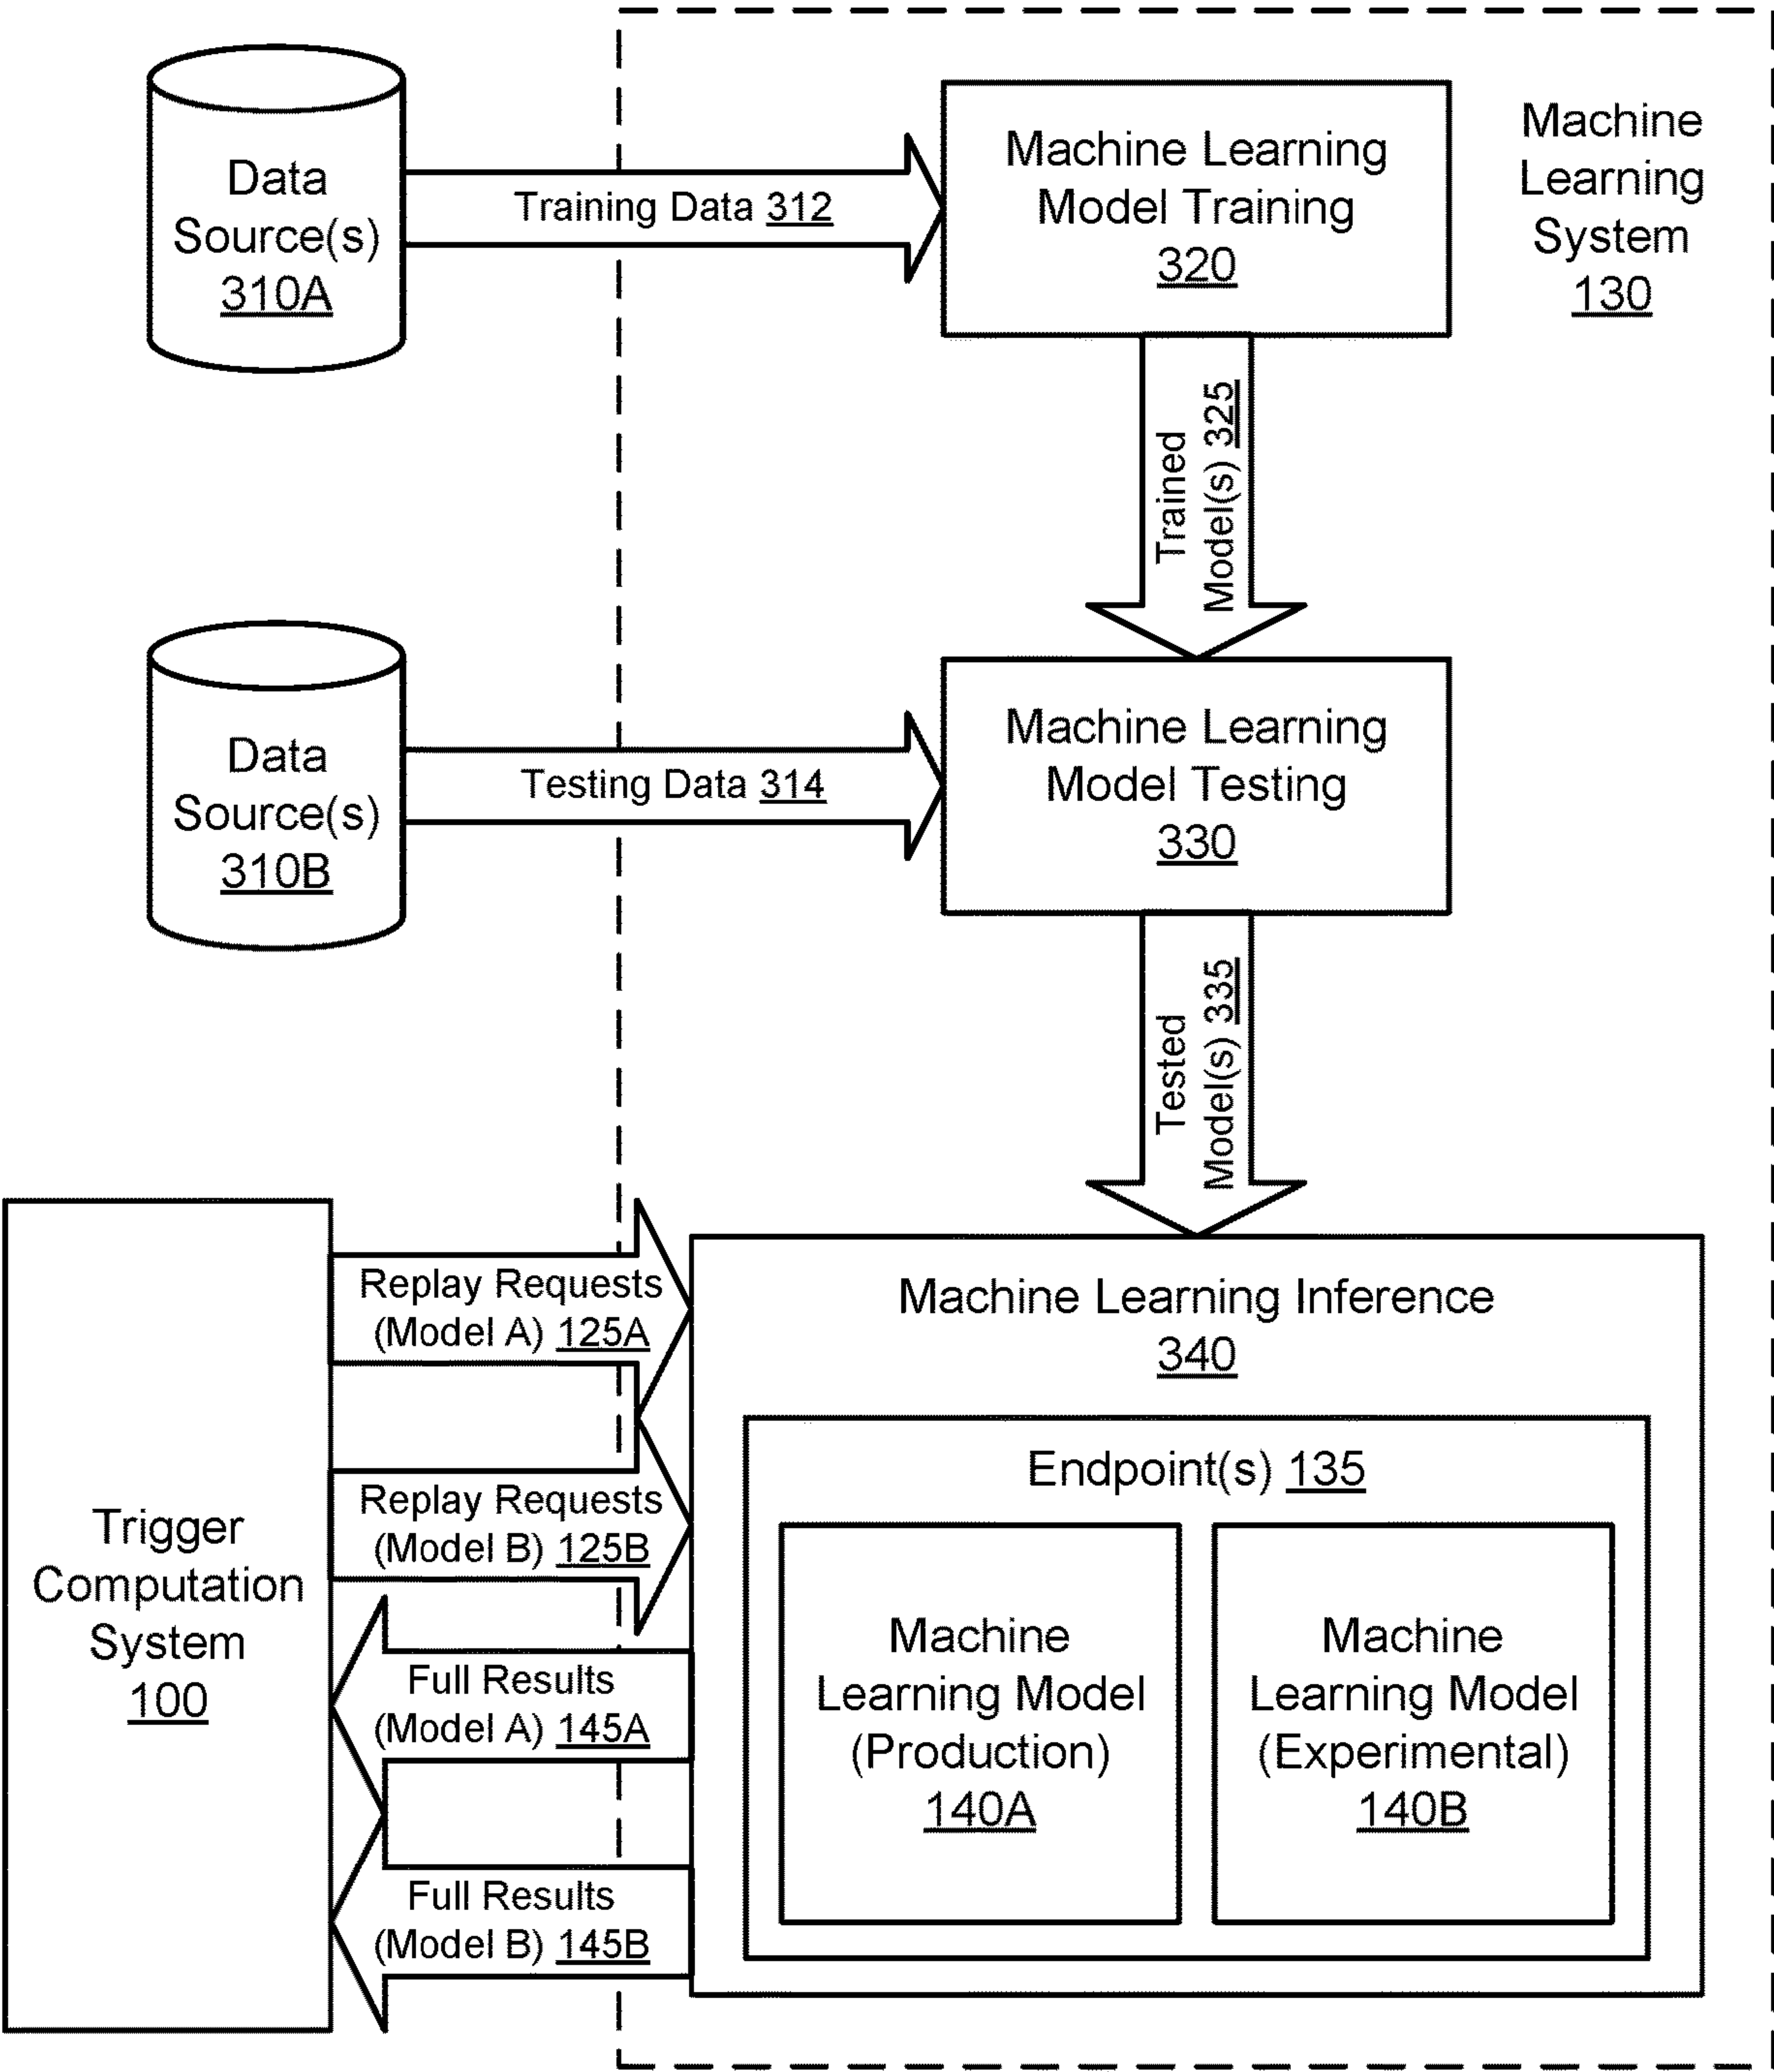 Data
Source(s)
310A
Training Data 312
Machine Learning
Model Training
320
Machine
Learning
System
130
Trained
Model(s) 325
Data
Source(s)
310B
Testing Data 314
Machine Learning
Model Testing
330
Tested
Model(s) 335
Trigger
Computation
System
100
Replay Requests
(Model A) 125A
Replay Requests
(Model B) 125B
Full Results
(Model A) 145A
Full Results
(Model B) 145B
Machine Learning Inference
340
Endpoint(s) 135
Machine
Learning Model
(Production)
140A
Machine
Learning Model
(Experimental)
140B